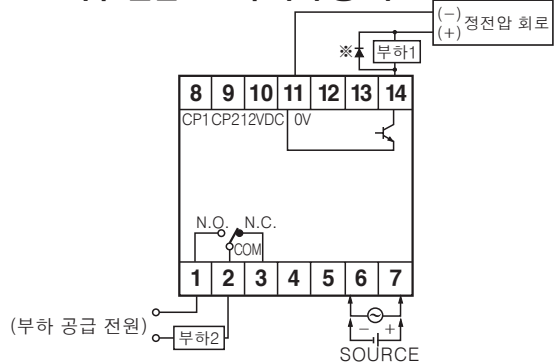 (-)
(+)
정전압 회로
※
부하1
8 9 10 11 12 13 14
CP1 CP2 12VDC 0V
N.O. N.C.
COM
1 2 3 4 5 6 7
(부하 공급 전원)
부하2
- +
SOURCE